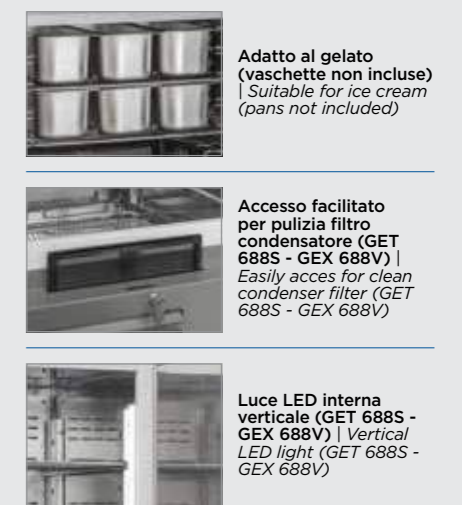 Adatto al gelato
(vaschette non incluse)
| Suitable for ice cream
(pans not included)
Accesso facilitato
per pulizia filtro
condensatore (GET
688S - GEX 688V) |
Easily acces for clean
condenser filter (GET
688S - GEX 688V)
Luce LED interna
verticale (GET 688S -
GEX 688V) | Vertical
LED light (GET 688S -
GEX 688V)